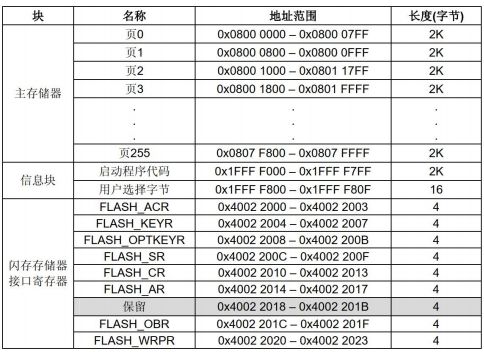 块 名称 地址范围 长度(字节)
主存储器 页0 0x0800 0000 – 0x0800 07FF 2K
页1 0x0800 0800 – 0x0800 0FFF 2K
页2 0x0800 1000 – 0x0801 17FF 2K
页3 0x0800 1800 – 0x0801 FFFF 2K
. . .
. . .
. . .
页255 0x0807 F800 – 0x0807 FFFF 2K
信息块 启动程序代码 0x1FFF F000 – 0x1FFF F7FF 2K
用户选择字节 0x1FFF F800 – 0x1FFF F80F 16
闪存存储器
接口寄存器 FLASH_ACR 0x4002 2000 – 0x4002 2003 4
FLASH_KEYR 0x4002 2004 – 0x4002 2007 4
FLASH_OPTKEYR 0x4002 2008 – 0x4002 200B 4
FLASH_SR 0x4002 200C – 0x4002 200F 4
FLASH_CR 0x4002 2010 – 0x4002 2013 4
FLASH_AR 0x4002 2014 – 0x4002 2017 4
保留 0x4002 2018 – 0x4002 201B 4
FLASH_OBR 0x4002 201C – 0x4002 201F 4
FLASH_WRPR 0x4002 2020 – 0x4002 2023 4